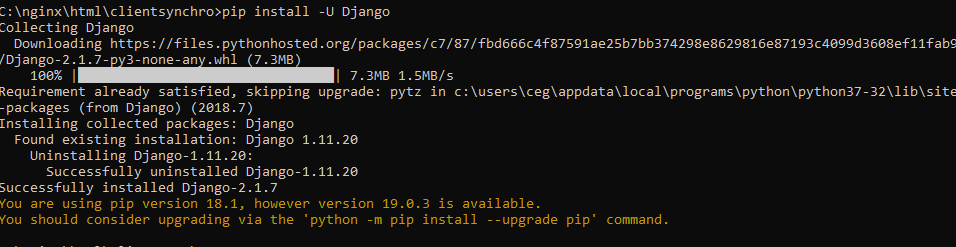 C:\nginx\html\clientsynchro>pip install -U Django
Collecting Django
Downloading https://files.pythonhosted.org/packages/c7/87/fbd666c4f87591ae25b7bb374298e8629816e87193c4099d3608ef11fab9
/Django-2.1.7-py3-none-any.whl (7.3MB)
100% |████████████████████████████████| 7.3MB 1.5MB/s
Requirement already satisfied, skipping upgrade: pytz in c:\users\ceg\appdata\local\programs\python\python37-32\lib\site
-packages (from Django) (2018.7)
Installing collected packages: Django
Found existing installation: Django 1.11.20
Uninstalling Django-1.11.20:
Successfully uninstalled Django-1.11.20
Successfully installed Django-2.1.7
You are using pip version 18.1, however version 19.0.3 is available.
You should consider upgrading via the 'python -m pip install --upgrade pip' command.